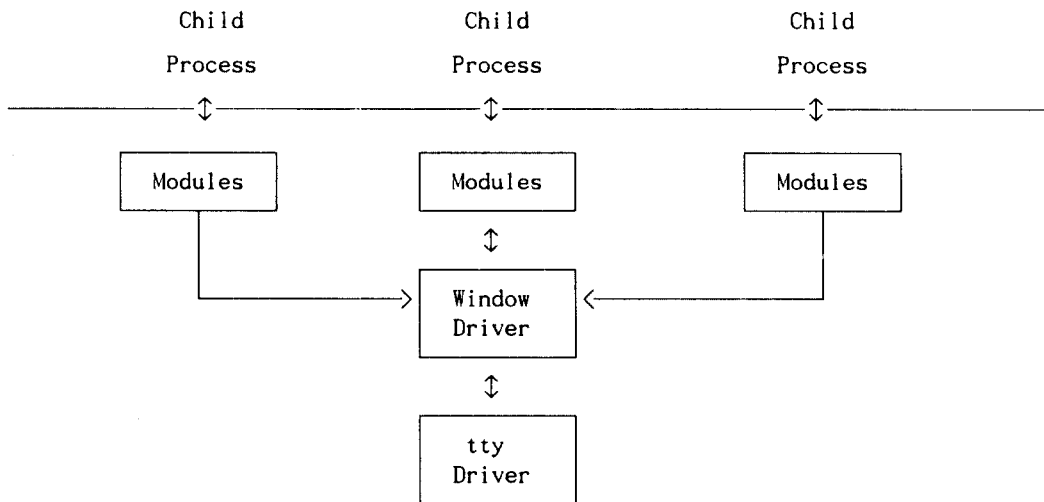 Child Child Child
Process Process Process
Modules Modules Modules
Window
Driver
tty
Driver